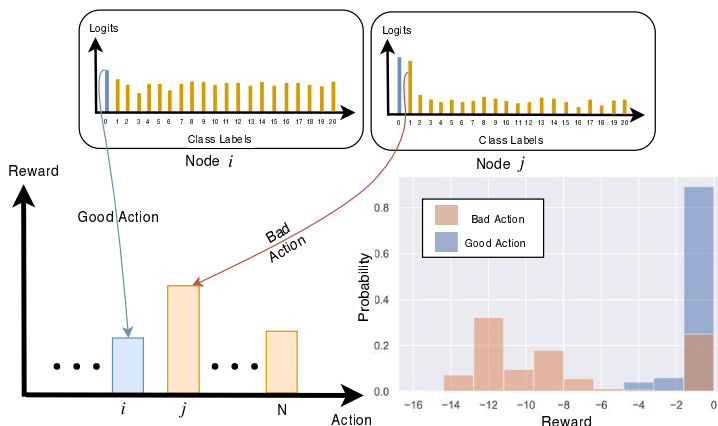 Logits
0 1 2 3 4 5 6 7 8 9 10 11 12 13 14 15 16 17 18 19 20
Class Labels
Node i
Logits
0 1 2 3 4 5 6 7 8 9 10 11 12 13 14 15 16 17 18 19 20
Class Labels
Node j
Reward
Good Action
Bad
Action
i
j
N
Action
Bad Action
Good Action
Probability
0.8
0.6
0.4
0.2
0.0
−16 −14 −12 −10 −8 −6 −4 −2 0
Reward